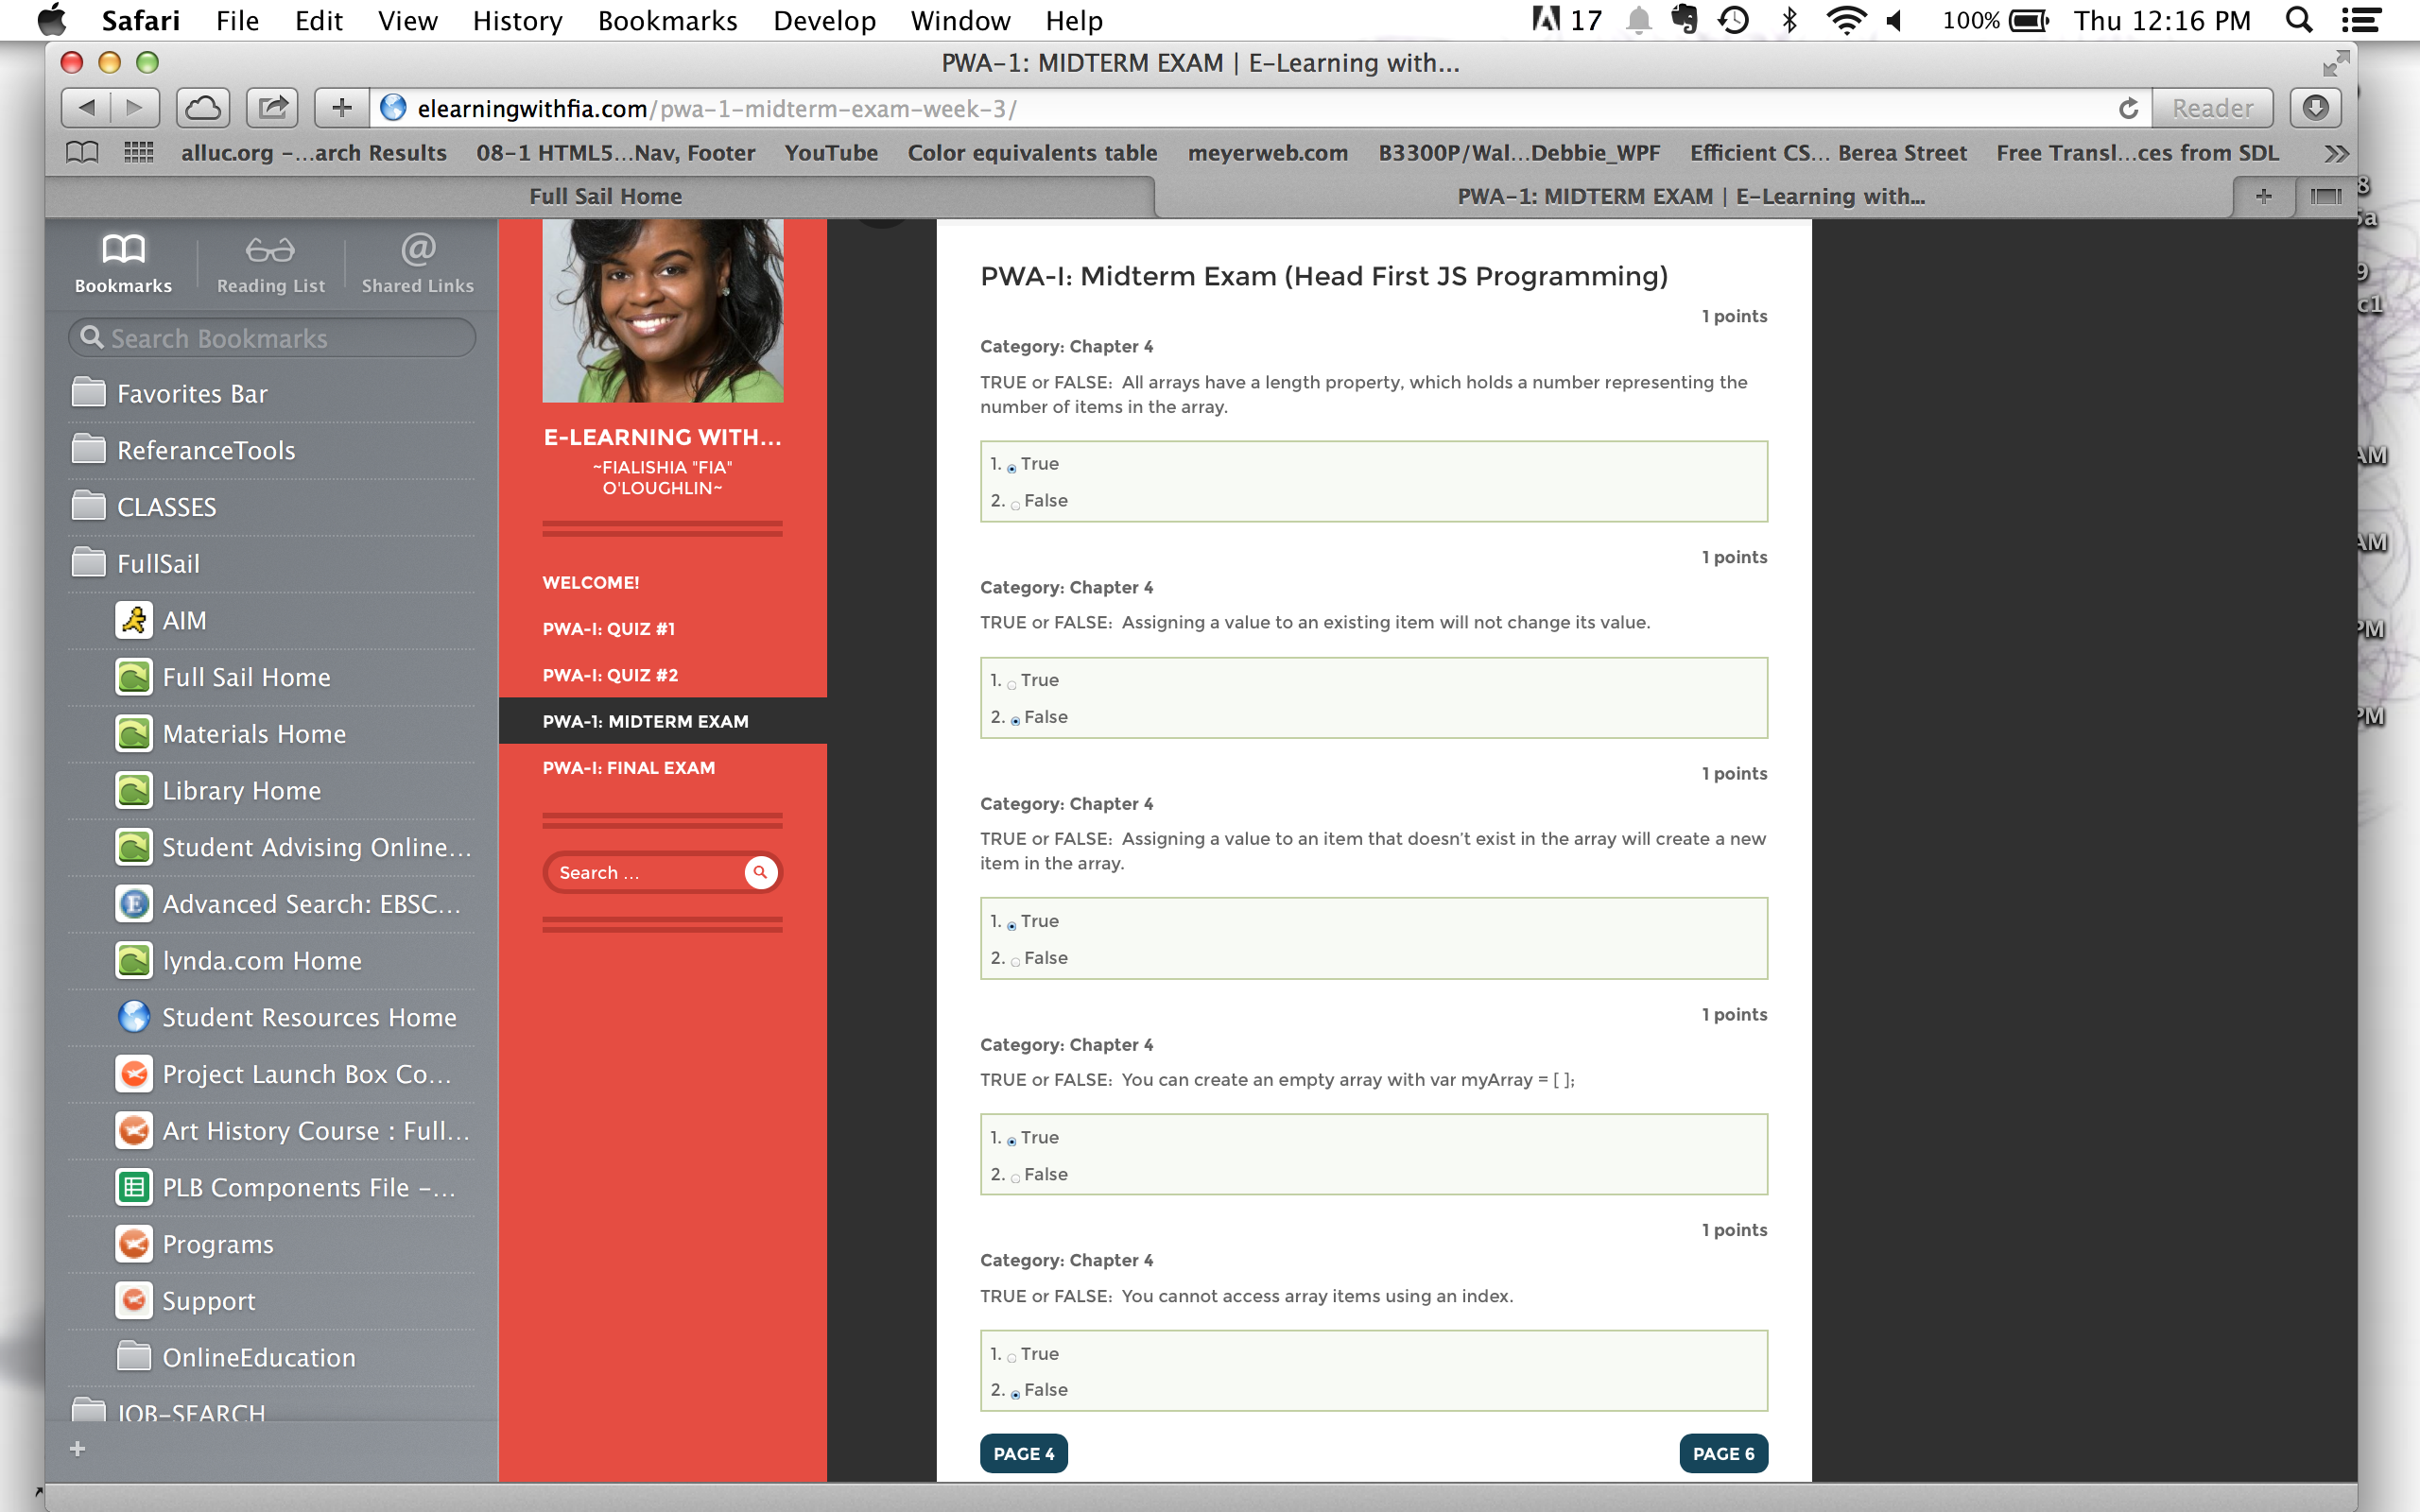 Safari File Edit View History Bookmarks Develop Window Help 17 100% Thu 12:16 PM
PWA-1: MIDTERM EXAM | E-Learning with...
elearningwithfia.com/pwa-1-midterm-exam-week-3/ Reader
alluc.org -...arch Results 08-1 HTML5...Nav, Footer YouTube Color equivalents table meyerweb.com B3300P/Wal...Debbie_WPF Efficient CS... Berea Street Free Transl...ces from SDL
Full Sail Home PWA-1: MIDTERM EXAM | E-Learning with...
Bookmarks Reading List Shared Links
Search Bookmarks
Favorites Bar
ReferanceTools
CLASSES
FullSail
AIM
Full Sail Home
Materials Home
Library Home
Student Advising Online...
Advanced Search: EBSC...
lynda.com Home
Student Resources Home
Project Launch Box Co...
Art History Course : Full...
PLB Components File -...
Programs
Support
OnlineEducation
JOB-SEARCH
E-LEARNING WITH...
~FIALISHIA "FIA"
O'LOUGHLIN~
WELCOME!
PWA-I: QUIZ #1
PWA-I: QUIZ #2
PWA-1: MIDTERM EXAM
PWA-I: FINAL EXAM
Search ...
PWA-I: Midterm Exam (Head First JS Programming)
1 points
Category: Chapter 4
TRUE or FALSE: All arrays have a length property, which holds a number representing the
number of items in the array.
1. True
2. False
1 points
Category: Chapter 4
TRUE or FALSE: Assigning a value to an existing item will not change its value.
1. True
2. False
1 points
Category: Chapter 4
TRUE or FALSE: Assigning a value to an item that doesn't exist in the array will create a new
item in the array.
1. True
2. False
1 points
Category: Chapter 4
TRUE or FALSE: You can create an empty array with var myArray = [ ];
1. True
2. False
1 points
Category: Chapter 4
TRUE or FALSE: You cannot access array items using an index.
1. True
2. False
PAGE 4 PAGE 6